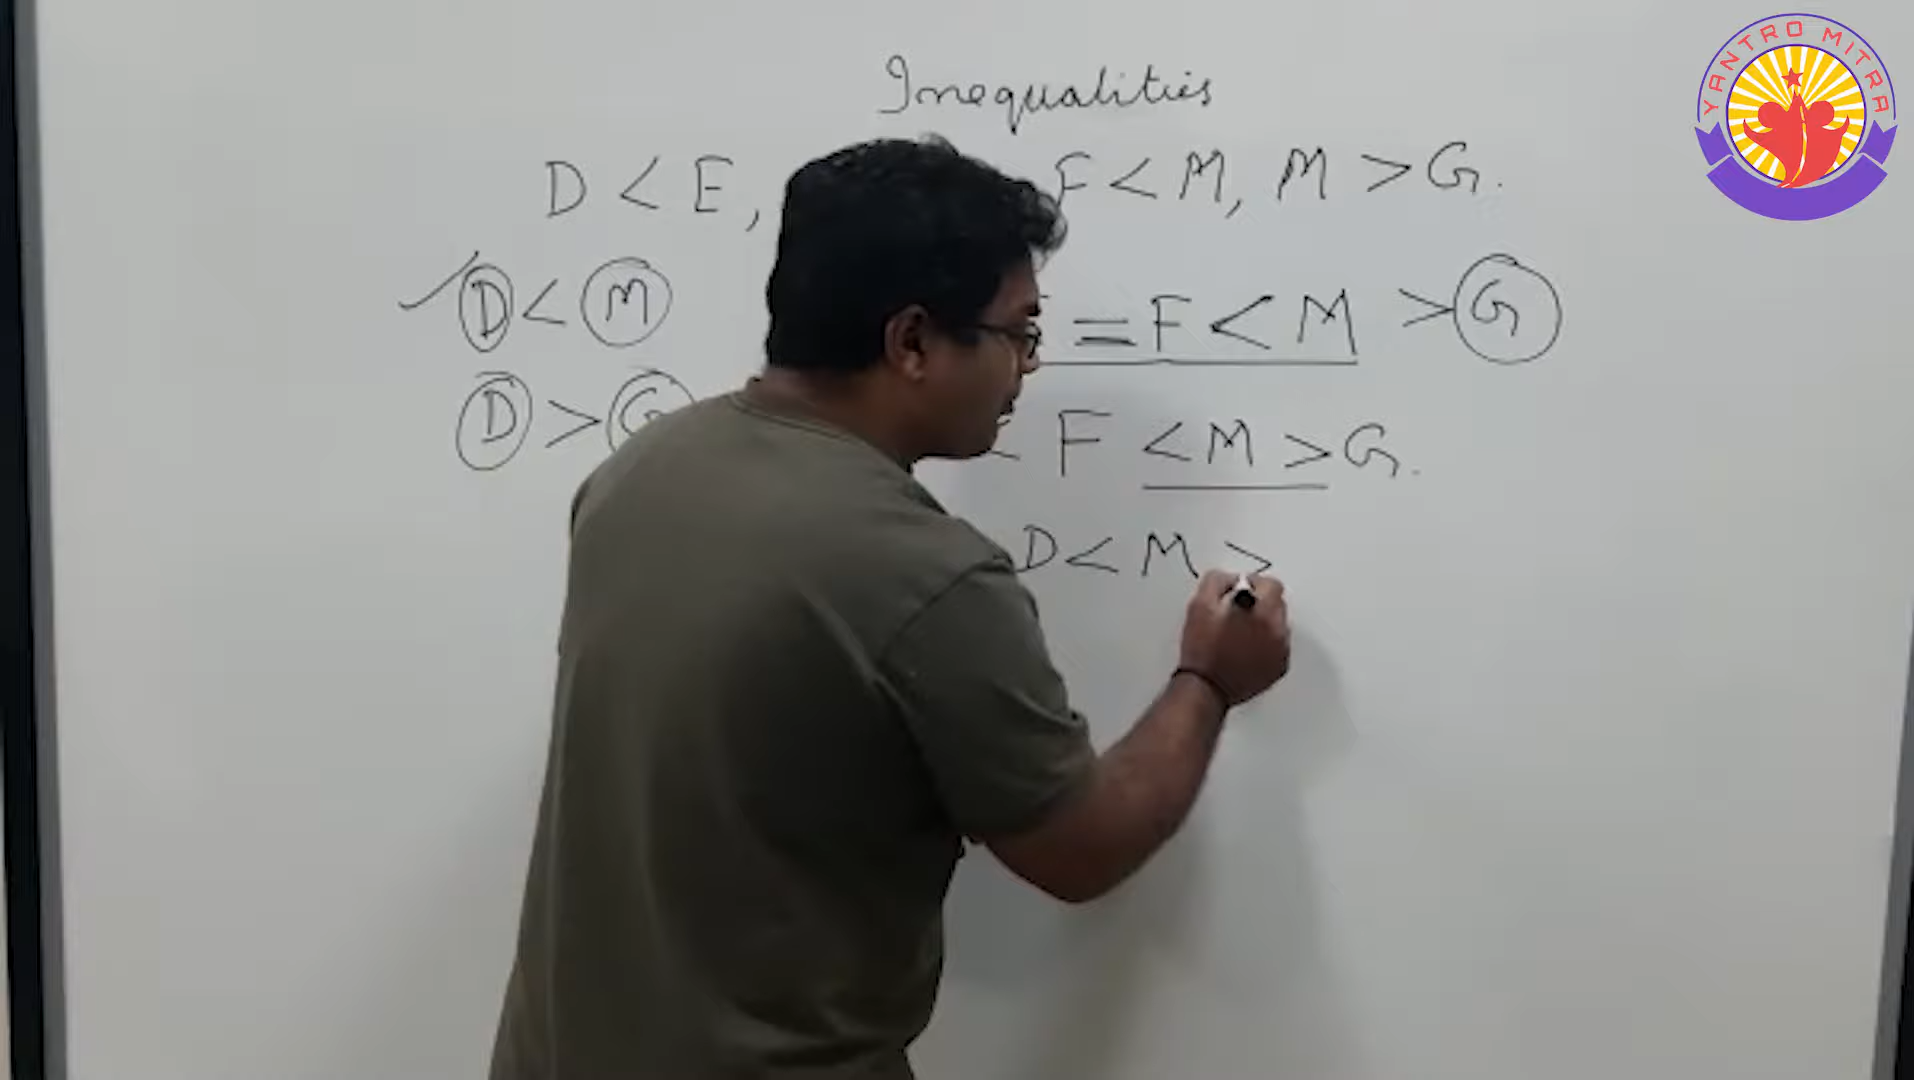 YANTRO MITRA
Inequalities
D < E, F < M, M > G.
D < M = F < M > G
D > G F < M > G.
D < M >